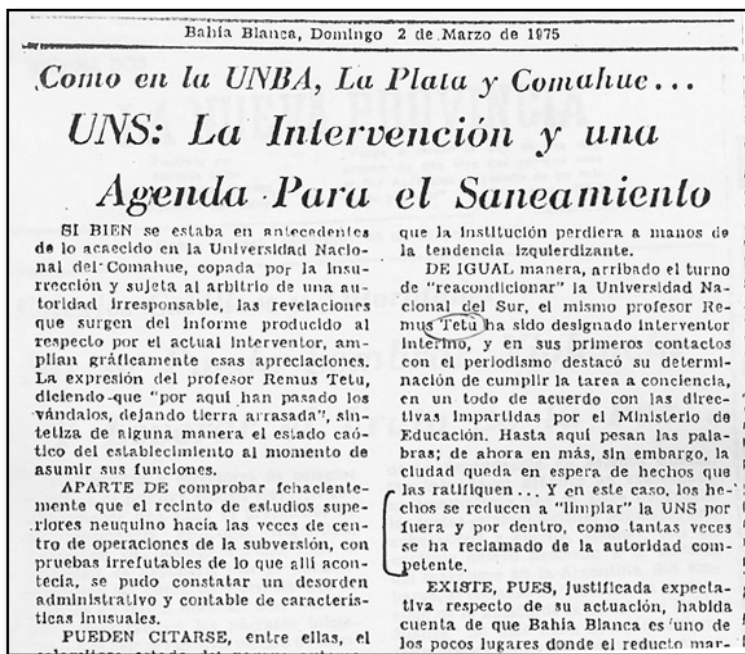 Bahía Blanca, Domingo 2 de Marzo de 1975
Como en la UNBA, La Plata y Comahue...
UNS: La Intervención y una
Agenda Para el Saneamiento
SI BIEN se estaba en antecedentes
de lo acaecido en la Universidad Nacio-
nal del Comahue, copada por la insu-
rrección y sujeta al arbitrio de una au-
toridad irresponsable, las revelaciones
que surgen del informe producido al
respecto por el actual interventor, am-
plían gráficamente esas apreciaciones.
La expresión del profesor Remus Tetu,
diciendo que "por aquí han pasado los
vándalos, dejando tierra arrasada", sin-
tetiza de alguna manera el estado caó-
tico del establecimiento al momento de
asumir sus funciones.
APARTE DE comprobar fehaciente-
mente que el recinto de estudios supe-
riores neuquino hacía las veces de cen-
tro de operaciones de la subversión, con
pruebas irrefutables de lo que allí acon-
tecía, se pudo constatar un desorden
administrativo y contable de caracterís-
ticas inusuales.
PUEDEN CITARSE, entre ellas, el
que la institución perdiera a manos de
la tendencia izquierdizante.
DE IGUAL manera, arribado el turno
de "reacondicionar" la Universidad Na-
cional del Sur, el mismo profesor Re-
mus Tetu ha sido designado interventor
interino, y en sus primeros contactos
con el periodismo destacó su determi-
nación de cumplir la tarea a conciencia,
en un todo de acuerdo con las direc-
tivas impartidas por el Ministerio de
Educación. Hasta aquí pesan las pala-
bras; de ahora en más, sin embargo, la
ciudad queda en espera de hechos que
las ratifiquen... Y en este caso, los he-
chos se reducen a "limpiar" la UNS por
fuera y por dentro, como tantas veces
se ha reclamado de la autoridad com-
petente.
EXISTE, PUES, justificada expecta-
tiva respecto de su actuación, habida
cuenta de que Bahía Blanca es uno de
los pocos lugares donde el reducto mar-